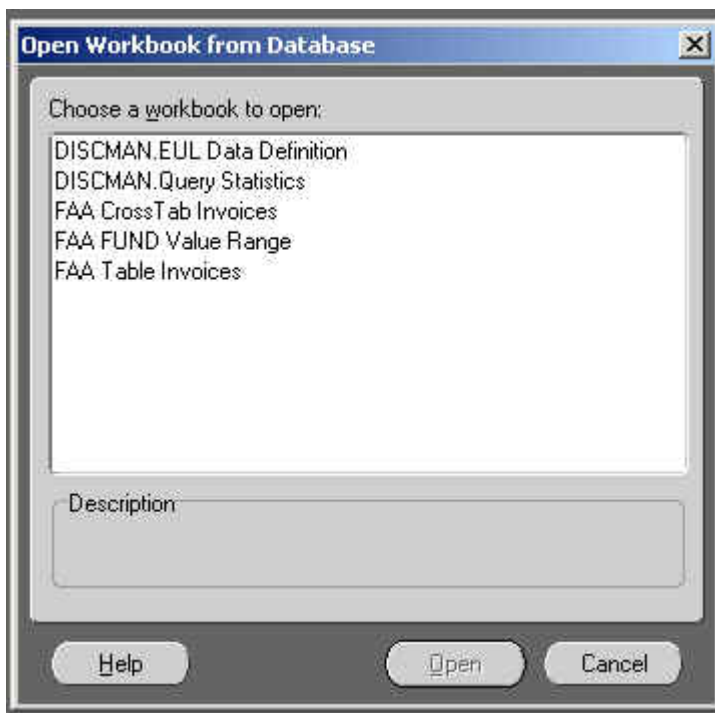 Open Workbook from Database
Choose a workbook to open:
DISCMAN.EUL Data Definition
DISCMAN.Query Statistics
FAA CrossTab Invoices
FAA FUND Value Range
FAA Table Invoices
Description
Help Open Cancel